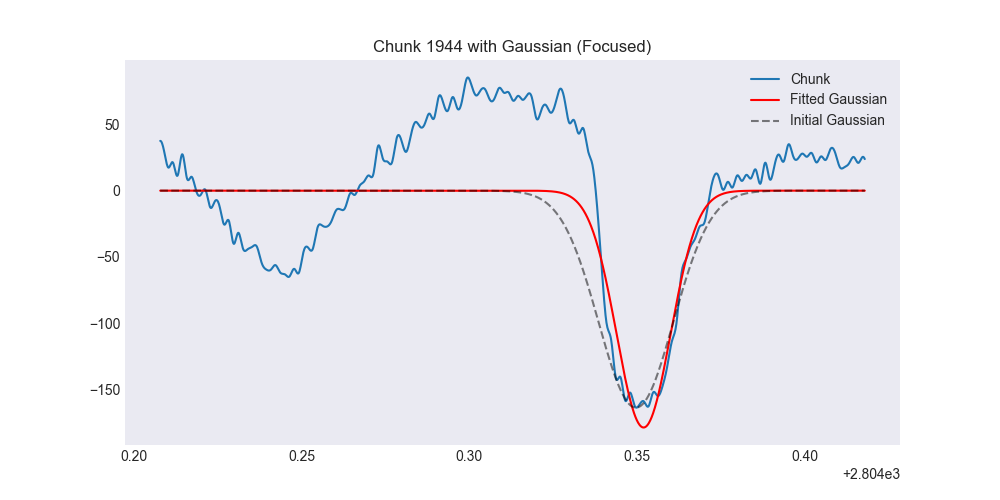 Chunk 1944 with Gaussian (Focused)
Chunk
Fitted Gaussian
Initial Gaussian
50
0
−50
−100
−150
0.20 0.25 0.30 0.35 0.40
+2.804e3